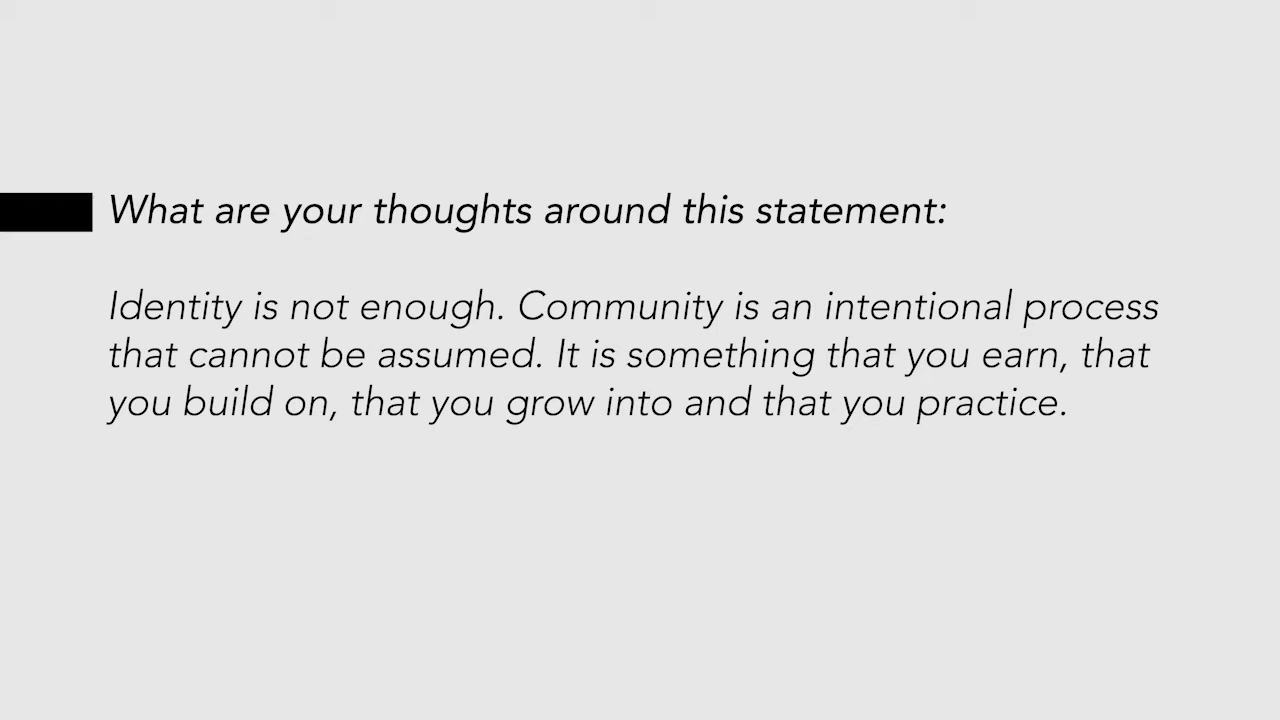 What are your thoughts around this statement:
Identity is not enough. Community is an intentional process
that cannot be assumed. It is something that you earn, that
you build on, that you grow into and that you practice.